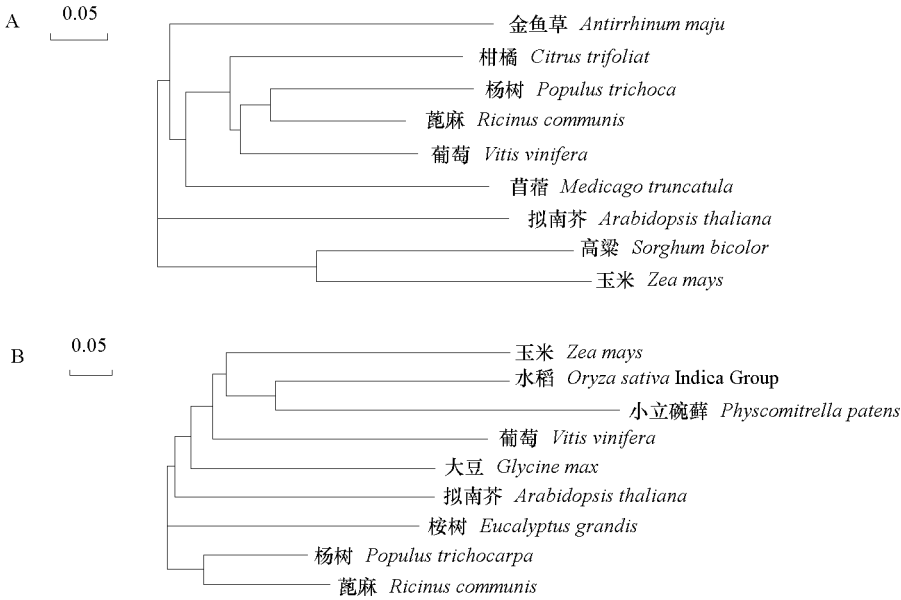 A
0.05
金鱼草 Antirrhinum maju
柑橘 Citrus trifoliat
杨树 Populus trichoca
蓖麻 Ricinus communis
葡萄 Vitis vinifera
苜蓿 Medicago truncatula
拟南芥 Arabidopsis thaliana
高粱 Sorghum bicolor
玉米 Zea mays
B
0.05
玉米 Zea mays
水稻 Oryza sativa Indica Group
小立碗藓 Physcomitrella patens
葡萄 Vitis vinifera
大豆 Glycine max
拟南芥 Arabidopsis thaliana
桉树 Eucalyptus grandis
杨树 Populus trichocarpa
蓖麻 Ricinus communis